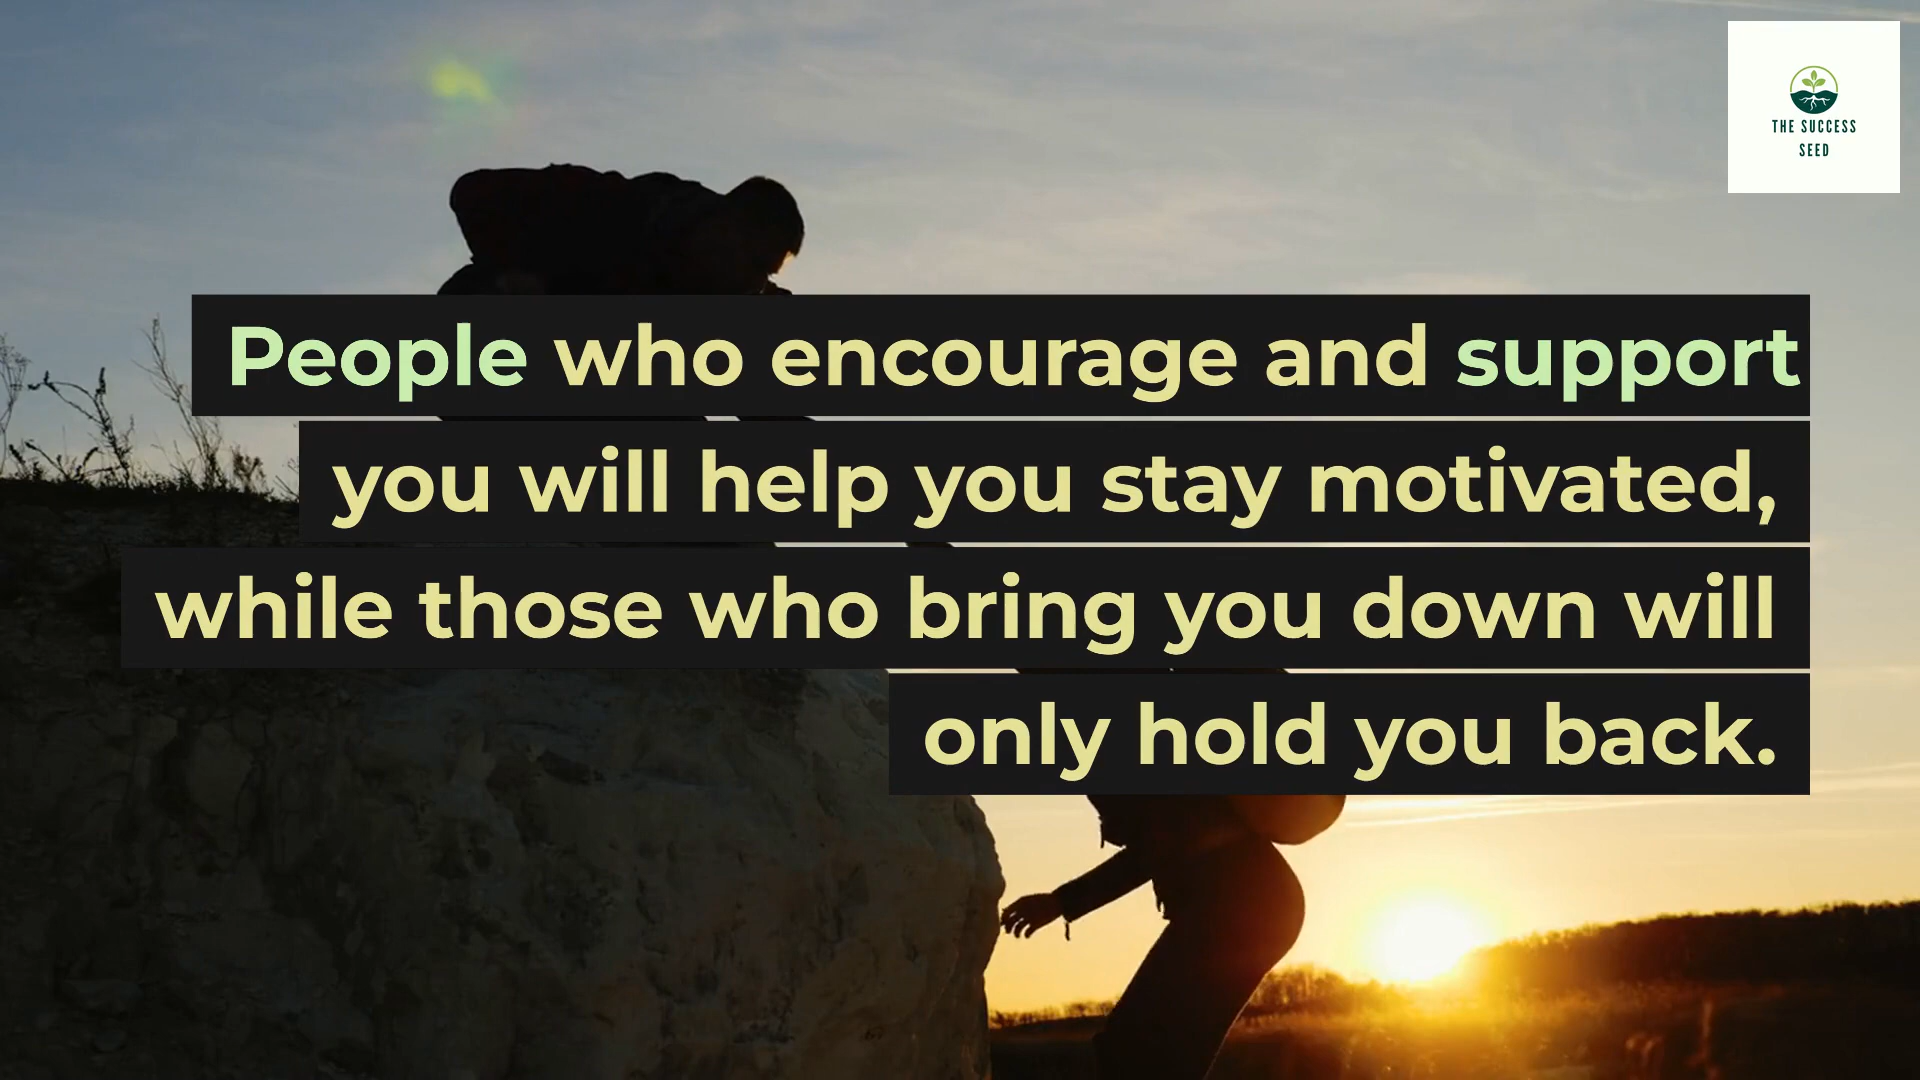 THE SUCCESS
SEED
People who encourage and support
you will help you stay motivated,
while those who bring you down will
only hold you back.